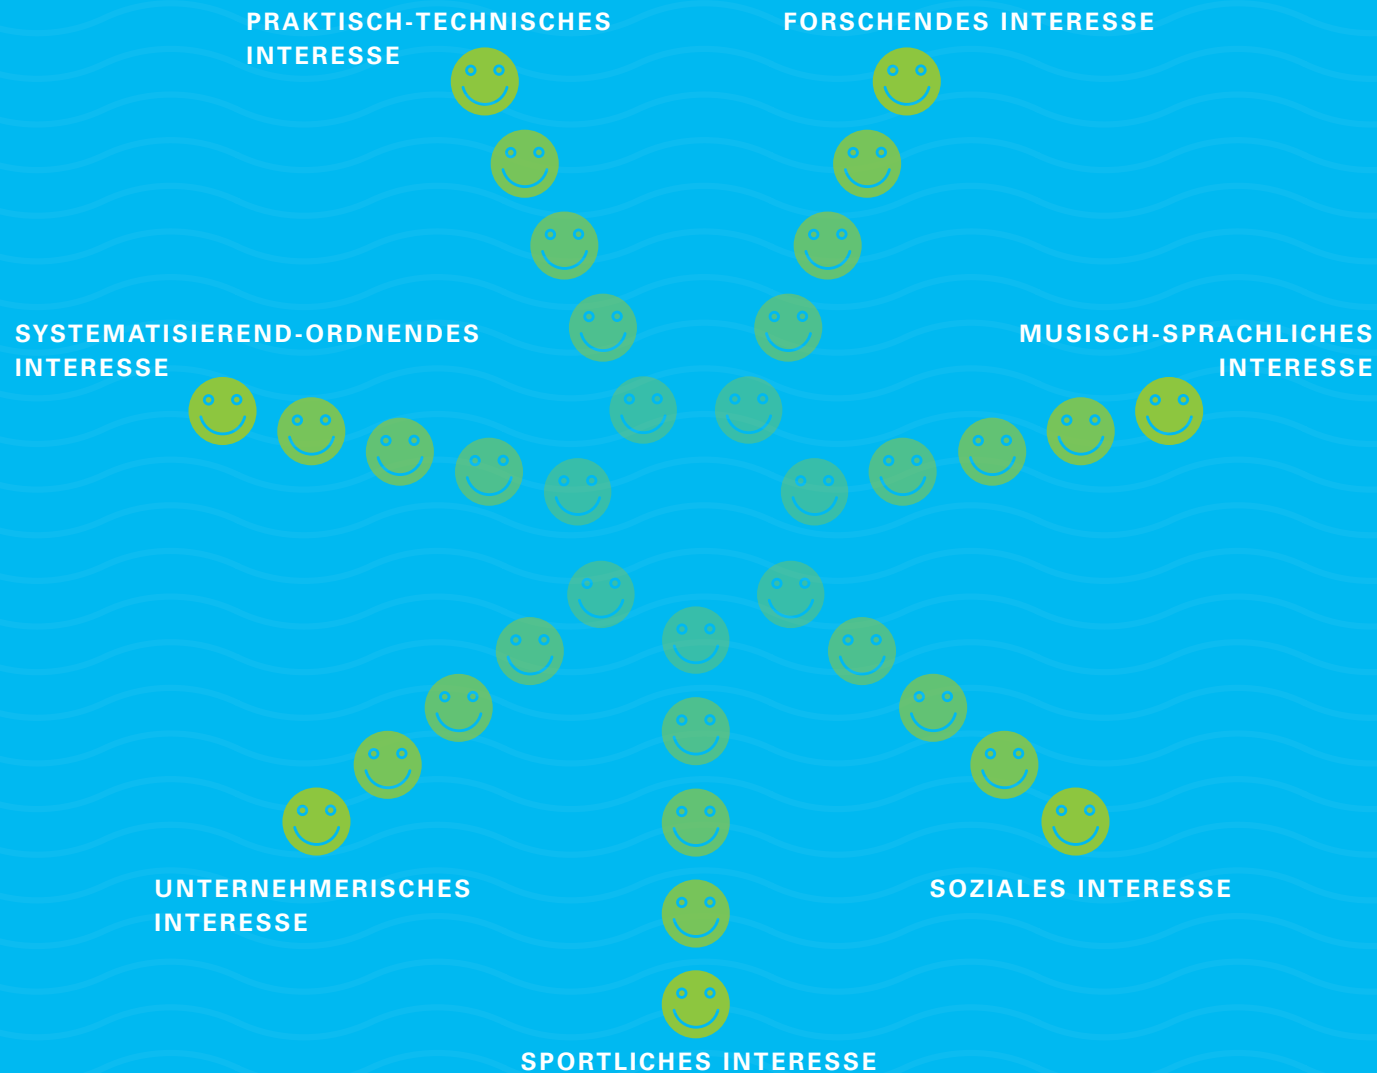 PRAKTISCH-TECHNISCHES
INTERESSE
FORSCHENDES INTERESSE
SYSTEMATISIEREND-ORDNENDES
INTERESSE
MUSISCH-SPRACHLICHES
INTERESSE
UNTERNEHMERISCHES
INTERESSE
SOZIALES INTERESSE
SPORTLICHES INTERESSE